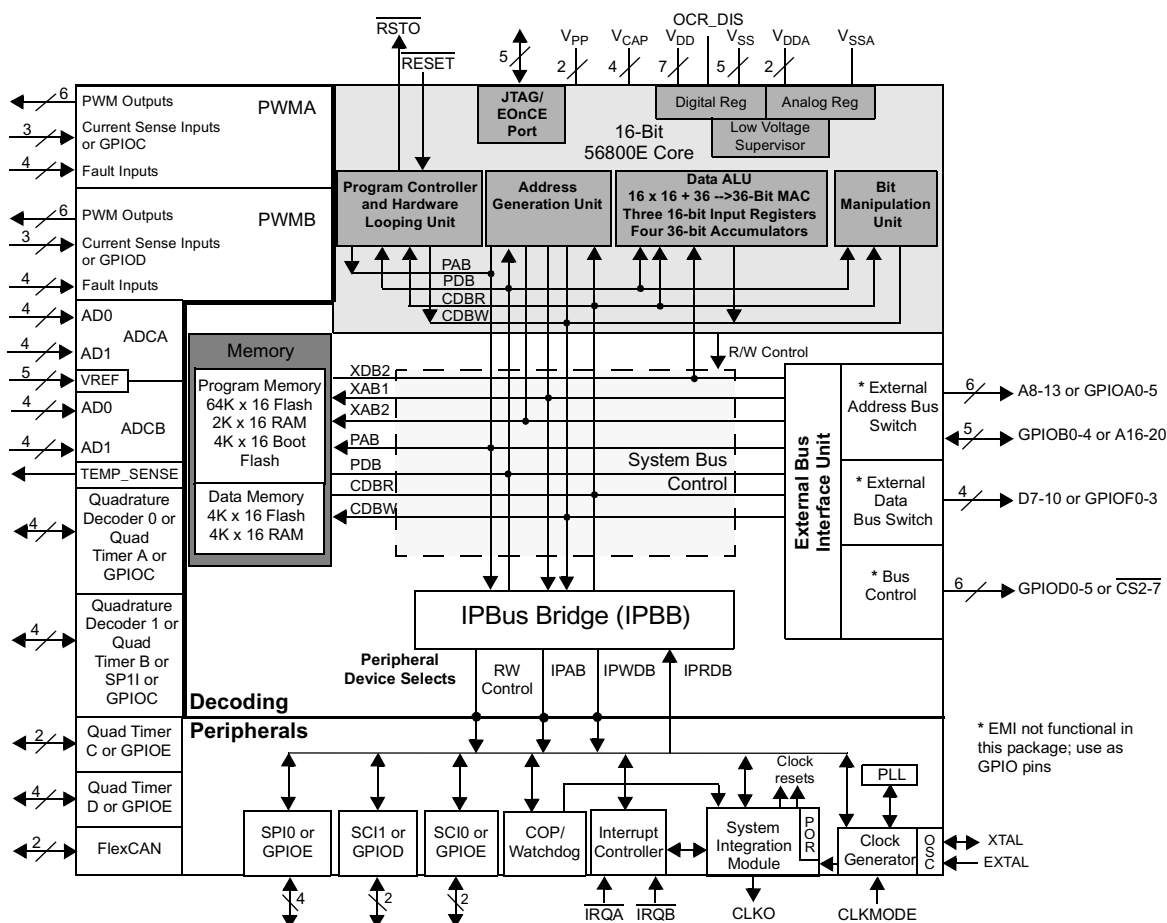 RSTO
RESET
5
V_PP
2
V_CAP
4
V_DD
7
OCR_DIS
V_SS
5
V_DDA
2
V_SSA
6
PWM Outputs
PWMA
3
Current Sense Inputs
or GPIOC
4
Fault Inputs
6
PWM Outputs
PWMB
3
Current Sense Inputs
or GPIOD
4
Fault Inputs
4
AD0
ADCA
4
AD1
5
VREF
4
AD0
ADCB
4
AD1
TEMP_SENSE
4
Quadrature
Decoder 0 or
Quad
Timer A or
GPIOC
4
Quadrature
Decoder 1 or
Quad
Timer B or
SP1I or
GPIOC
2
Quad Timer
C or GPIOE
4
Quad Timer
D or GPIOE
2
FlexCAN
JTAG/
EOnCE
Port
16-Bit
56800E Core
Digital Reg
Analog Reg
Low Voltage
Supervisor
Program Controller
and Hardware
Looping Unit
Address
Generation Unit
Data ALU
16 x 16 + 36 -->36-Bit MAC
Three 16-bit Input Registers
Four 36-bit Accumulators
Bit
Manipulation
Unit
PAB
PDB
CDBR
CDBW
Memory
Program Memory
64K x 16 Flash
2K x 16 RAM
4K x 16 Boot
Flash
Data Memory
4K x 16 Flash
4K x 16 RAM
R/W Control
XDB2
XAB1
XAB2
PAB
PDB
CDBR
CDBW
System Bus
Control
External Bus
Interface Unit
* External
Address Bus
Switch
* External
Data
Bus Switch
* Bus
Control
6
A8-13 or GPIOA0-5
5
GPIOB0-4 or A16-20
4
D7-10 or GPIOF0-3
6
GPIOD0-5 or CS2-7
IPBus Bridge (IPBB)
Peripheral
Device Selects
RW
Control
IPAB
IPWDB
IPRDB
Decoding
Peripherals
* EMI not functional in
this package; use as
GPIO pins
Clock
resets
PLL
SPI0 or
GPIOE
SCI1 or
GPIOD
SCI0 or
GPIOE
COP/
Watchdog
Interrupt
Controller
System
Integration
Module
POR
Clock
Generator
OSC
XTAL
EXTAL
4
2
2
IRQA
IRQB
CLKO
CLKMODE